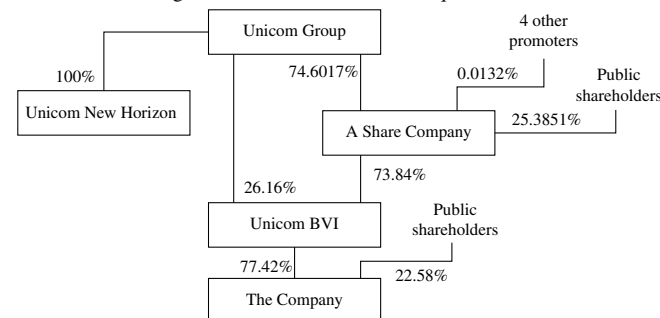 Unicom Group
4 other
promoters
100%
74.6017%
0.0132%
Public
shareholders
Unicom New Horizon
A Share Company
25.3851%
73.84%
26.16%
Unicom BVI
Public
shareholders
77.42%
22.58%
The Company